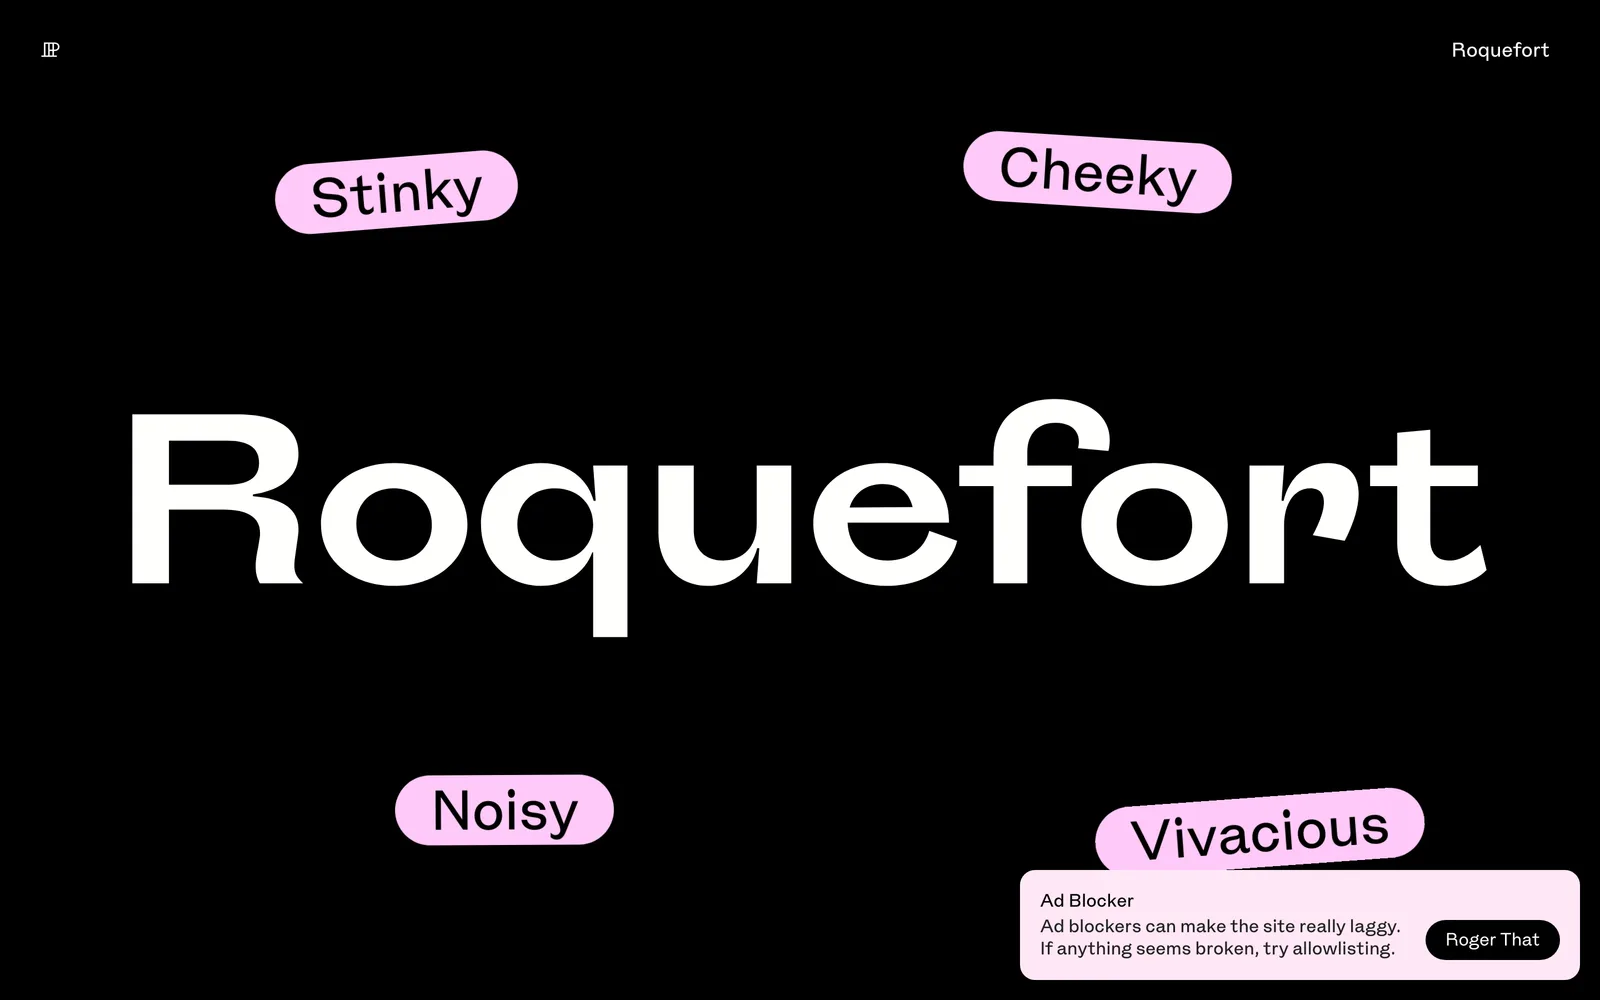 Roquefort
Stinky
Cheeky
Roquefort
Noisy
Vivacious
Ad Blocker
Ad blockers can make the site really laggy.
If anything seems broken, try allowlisting.
Roger That